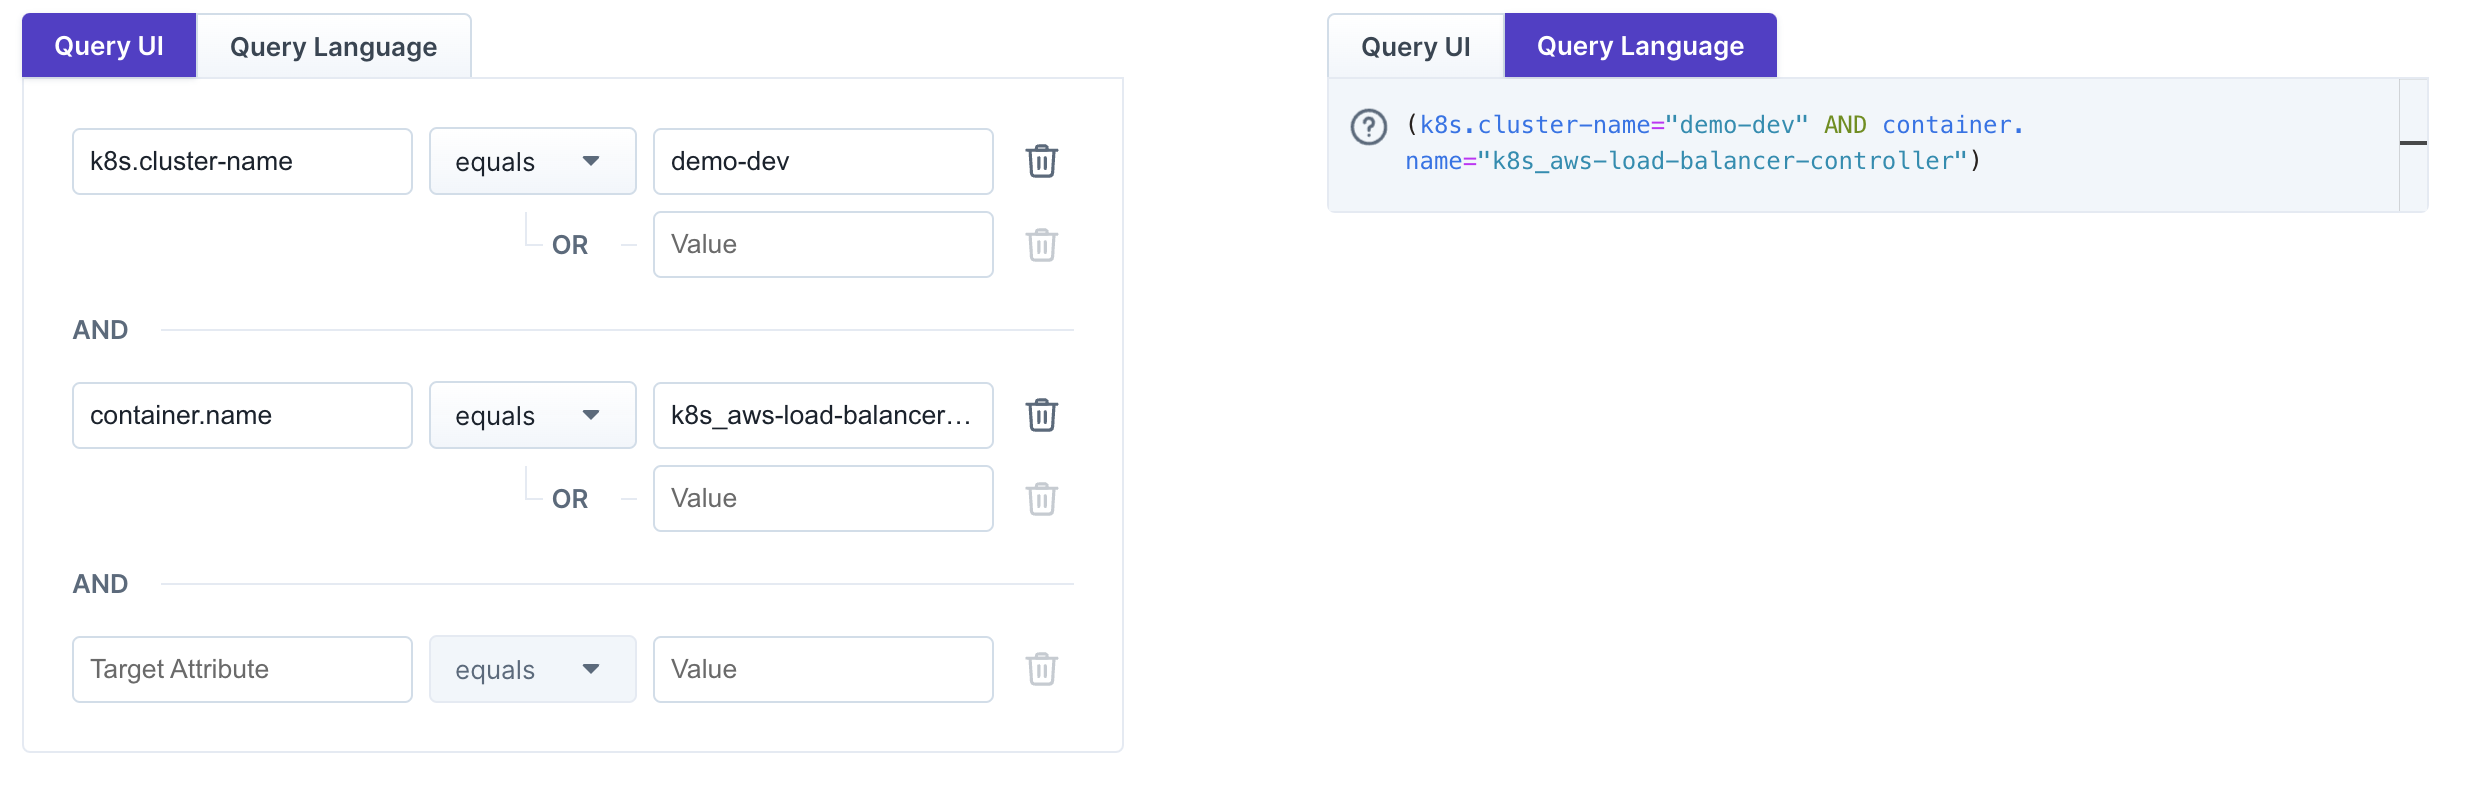 Query UI
Query Language
k8s.cluster-name
equals
demo-dev
OR
Value
AND
container.name
equals
k8s_aws-load-balancer…
OR
Value
AND
Target Attribute
equals
Value
Query UI
Query Language
(k8s.cluster-name="demo-dev" AND container.
name="k8s_aws-load-balancer-controller")